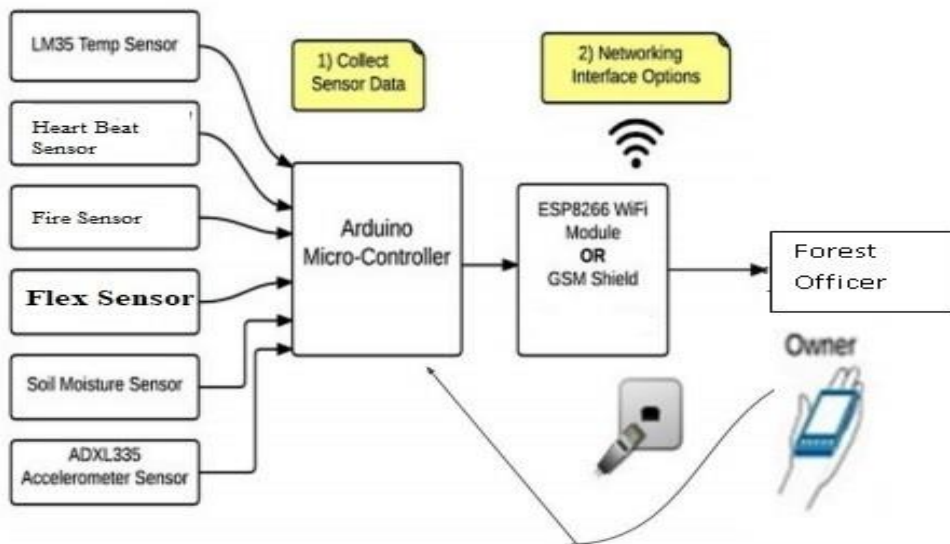 LM35 Temp Sensor
Heart Beat
Sensor
Fire Sensor
Flex Sensor
Soil Moisture Sensor
ADXL335
Accelerometer Sensor
1) Collect
Sensor Data
Arduino
Micro-Controller
2) Networking
Interface Options
ESP8266 WiFi
Module
OR
GSM Shield
Forest
Officer
Owner